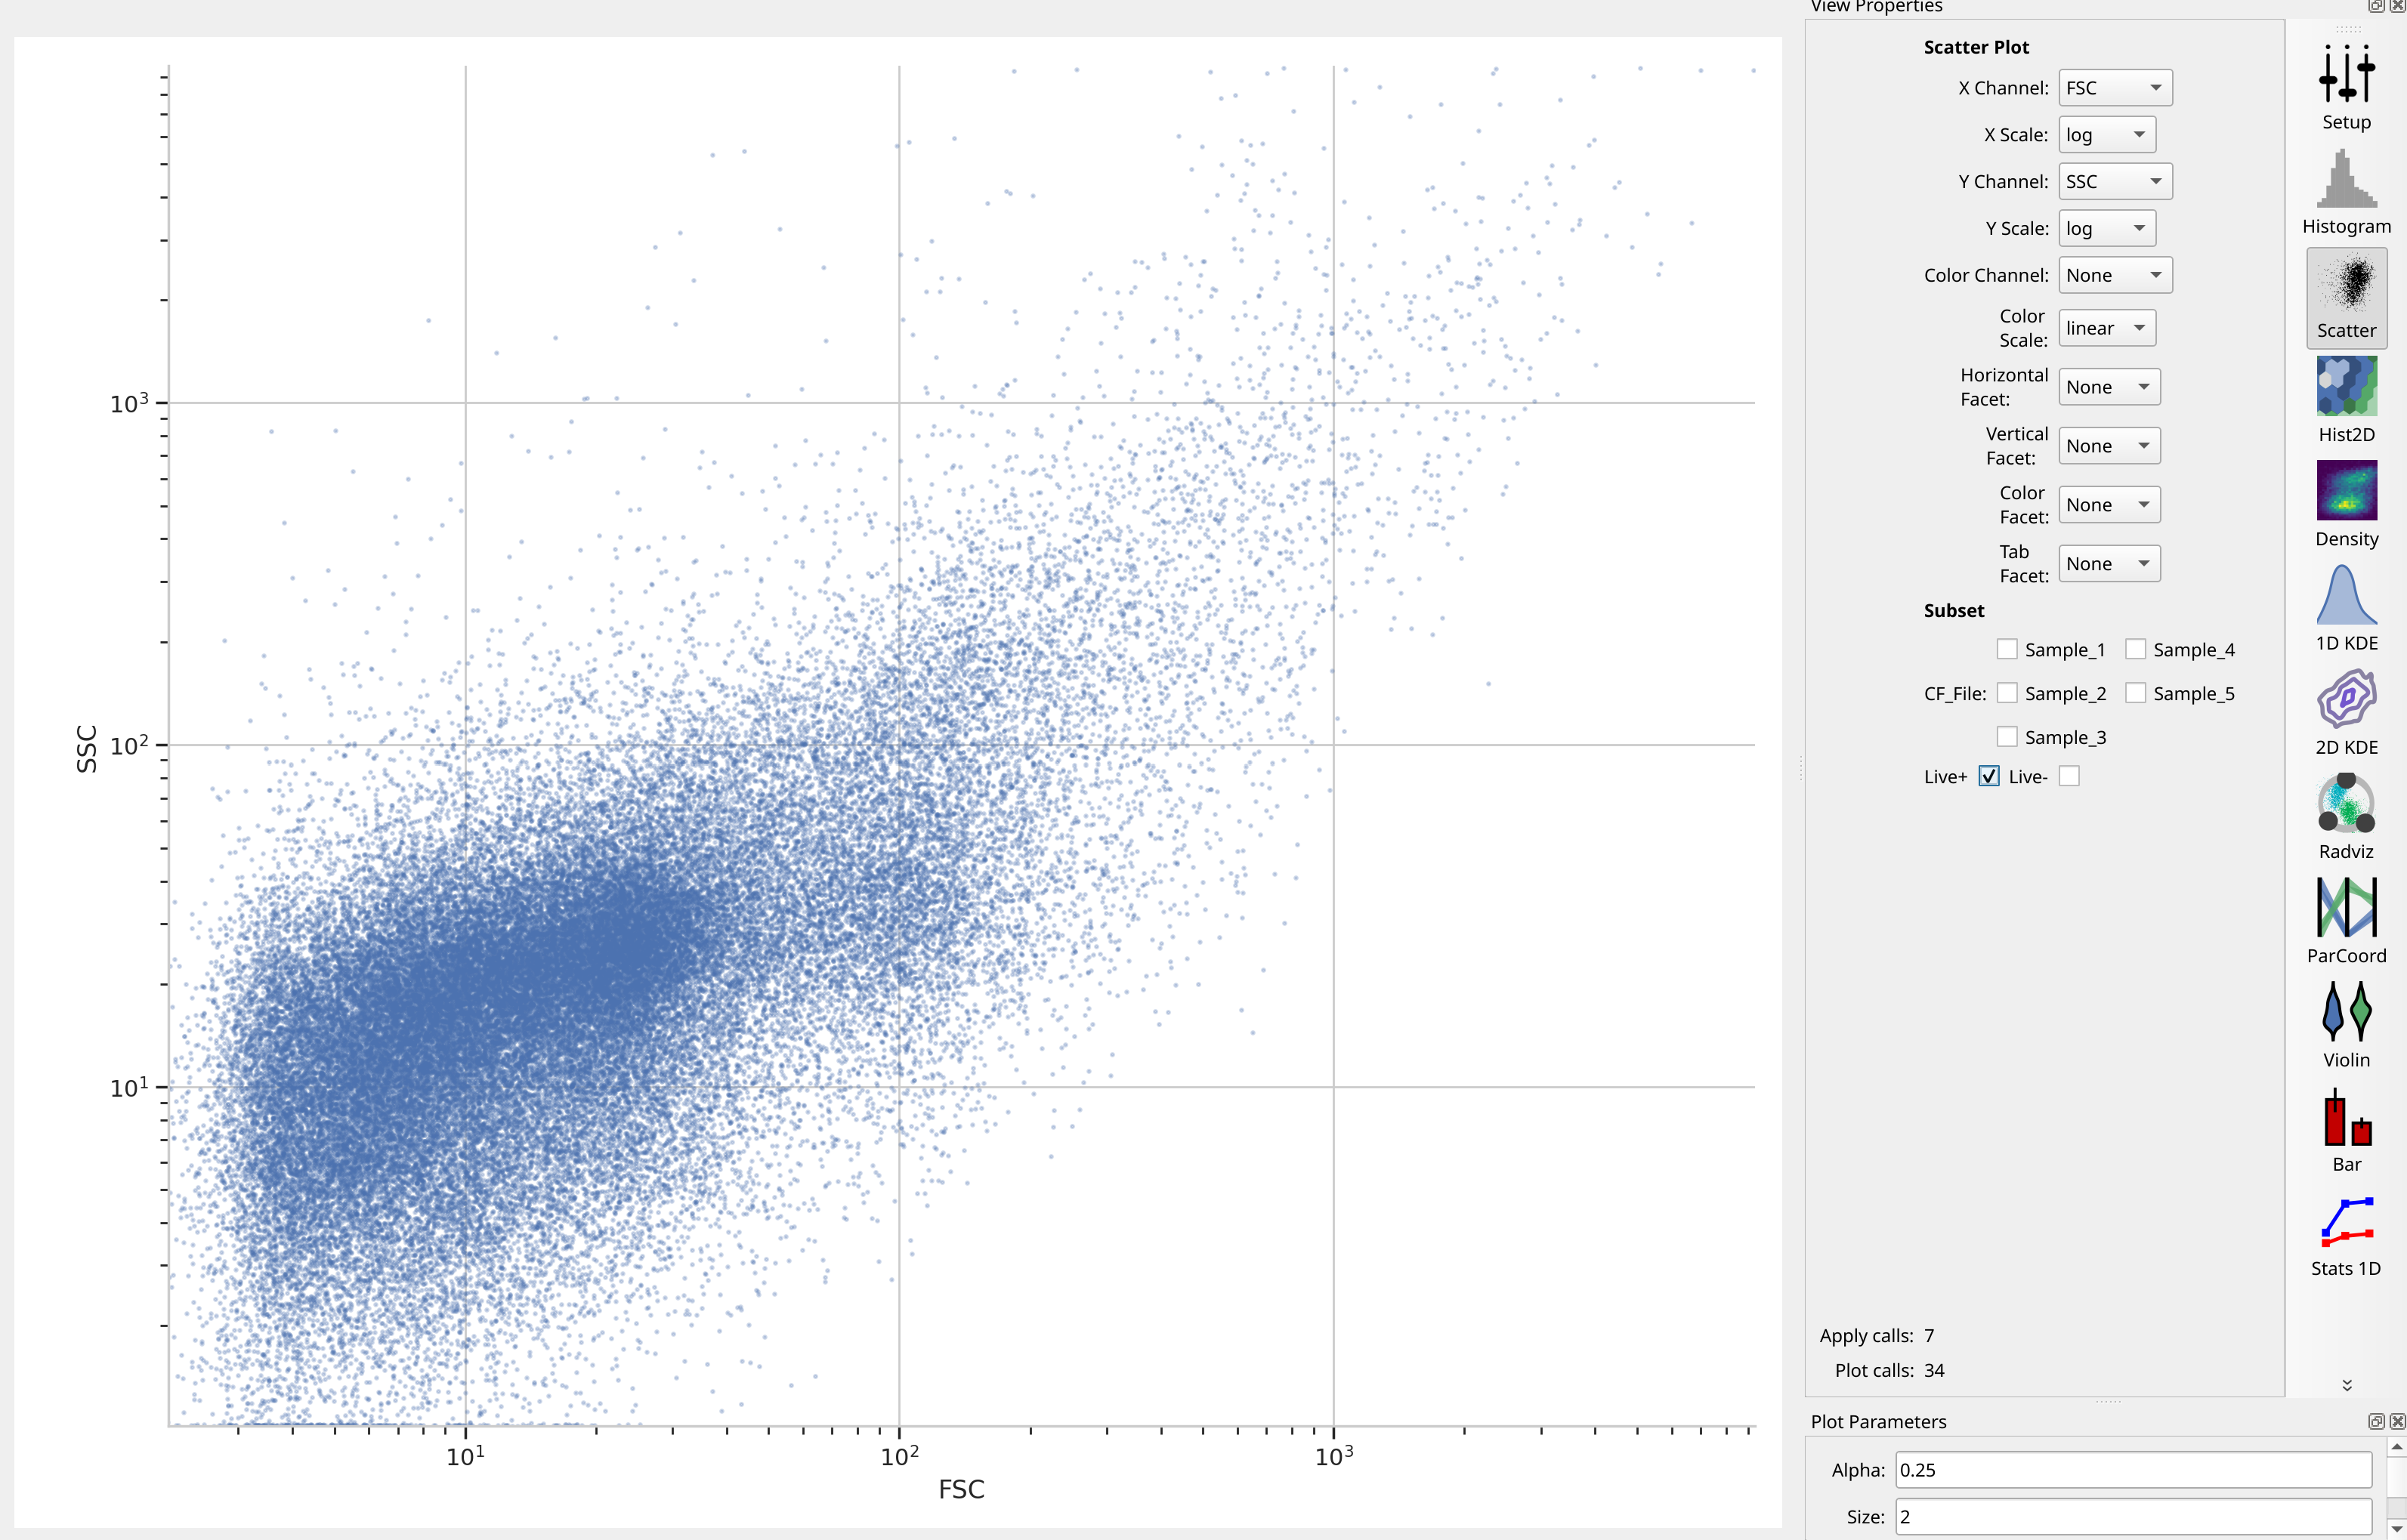 View Properties
Scatter Plot
X Channel: FSC
X Scale: log
Y Channel: SSC
Y Scale: log
Color Channel: None
Color
Scale: linear
Horizontal
Facet: None
Vertical
Facet: None
Color
Facet: None
Tab
Facet: None
Subset
Sample_1 Sample_4
CF_File: Sample_2 Sample_5
Sample_3
Live+ Live-
Apply calls: 7
Plot calls: 34
Setup
Histogram
Scatter
Hist2D
Density
1D KDE
2D KDE
Radviz
ParCoord
Violin
Bar
Stats 1D
Plot Parameters
Alpha: 0.25
Size: 2
SSC
10³
10²
10¹
10¹ 10² 10³
FSC